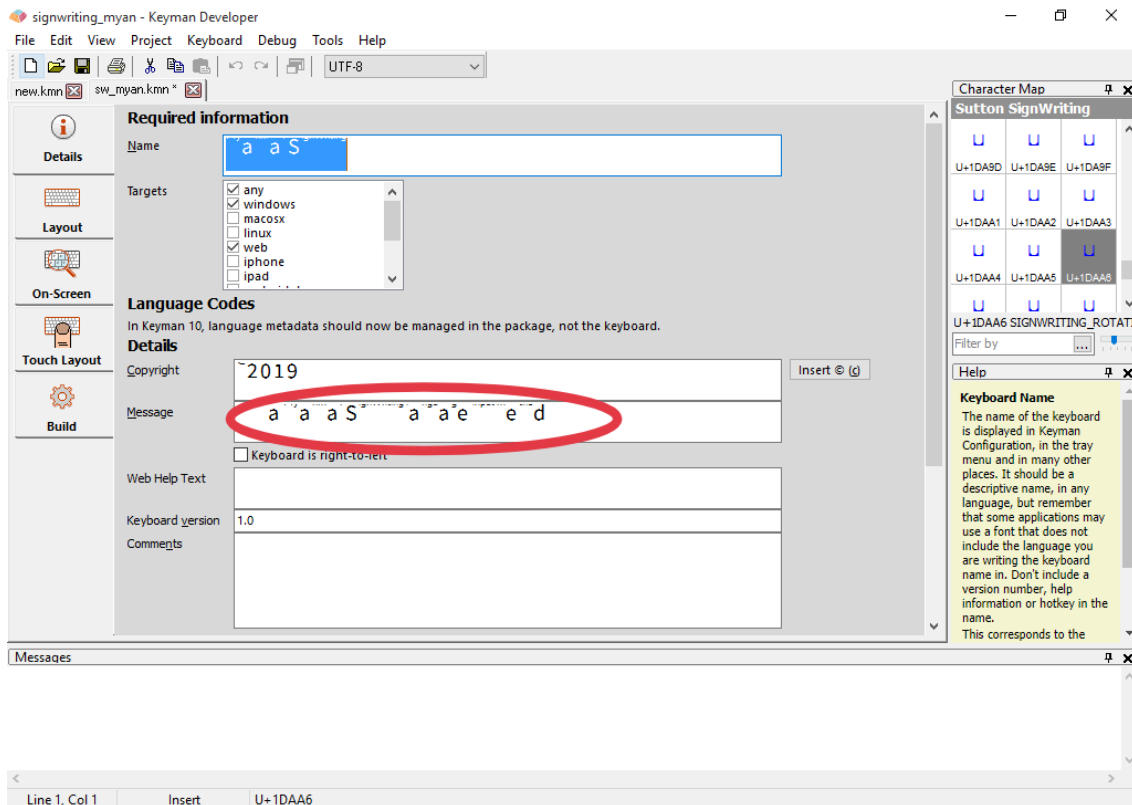 signwriting_myan - Keyman Developer
File Edit View Project Keyboard Debug Tools Help
UTF-8
new.kmn sw_myan.kmn *
Details
Layout
On-Screen
Touch Layout
Build
Required information
Name
a a S
Targets
any
windows
macosx
linux
web
iphone
ipad
Language Codes
In Keyman 10, language metadata should now be managed in the package, not the keyboard.
Details
Copyright
2019
Insert © (c)
Message
a a a S a a e e d
Keyboard is right-to-left
Web Help Text
Keyboard version
1.0
Comments
Character Map
Sutton SignWriting
U+1DA9D U+1DA9E U+1DA9F
U+1DAA1 U+1DAA2 U+1DAA3
U+1DAA4 U+1DAA5 U+1DAA6
U+1DAA6 SIGNWRITING_ROTATI
Filter by
...
Help
Keyboard Name
The name of the keyboard
is displayed in Keyman
Configuration, in the tray
menu and in many other
places. It should be a
descriptive name, in any
language, but remember
that some applications may
use a font that does not
include the language you
are writing the keyboard
name in. Don't include a
version number, help
information or hotkey in the
name.
This corresponds to the
Messages
Line 1, Col 1 Insert U+1DAA6